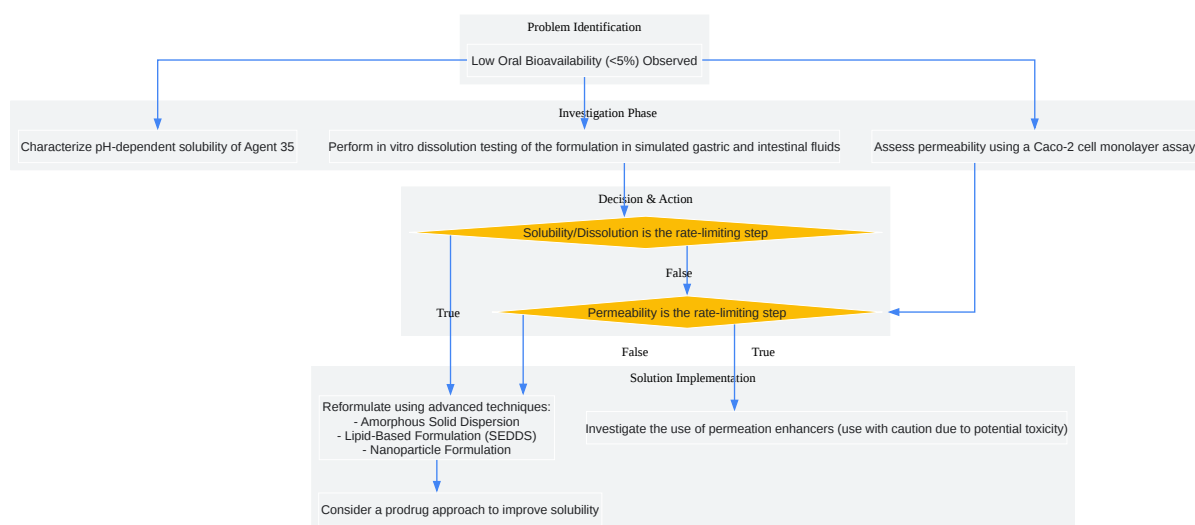 Problem Identification
Low Oral Bioavailability (<5%) Observed
Investigation Phase
Characterize pH-dependent solubility of Agent 35
Perform in vitro dissolution testing of the formulation in simulated gastric and intestinal fluids
Assess permeability using a Caco-2 cell monolayer assay
Decision & Action
Solubility/Dissolution is the rate-limiting step
False
Permeability is the rate-limiting step
True
False
True
Solution Implementation
Reformulate using advanced techniques:
- Amorphous Solid Dispersion
- Lipid-Based Formulation (SEDDS)
- Nanoparticle Formulation
Investigate the use of permeation enhancers (use with caution due to potential toxicity)
Consider a prodrug approach to improve solubility